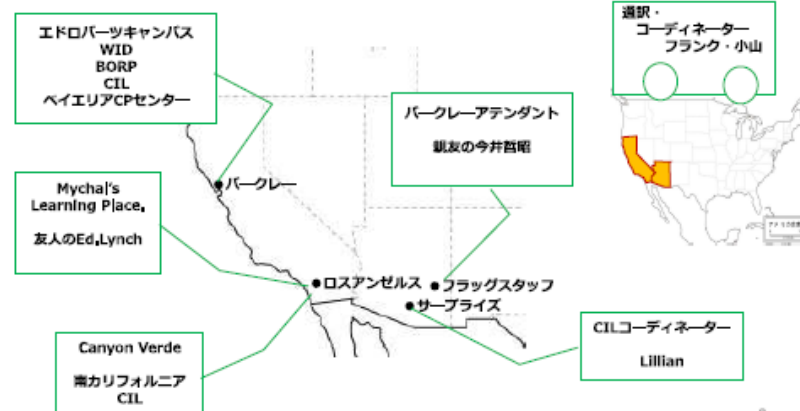 エドロバーツキャンパス
WID
BORP
CIL
ベイエリアCPセンター
通訳・
コーディネーター
フランク・小山
バークレーアテンダント
親友の今井哲昭
バークレー
Mychal's
Learning Place,
友人のEd,Lynch
ロスアンゼルス
フラッグスタッフ
サープライズ
Canyon Verde
南カリフォルニア
CIL
CILコーディネーター
Lillian